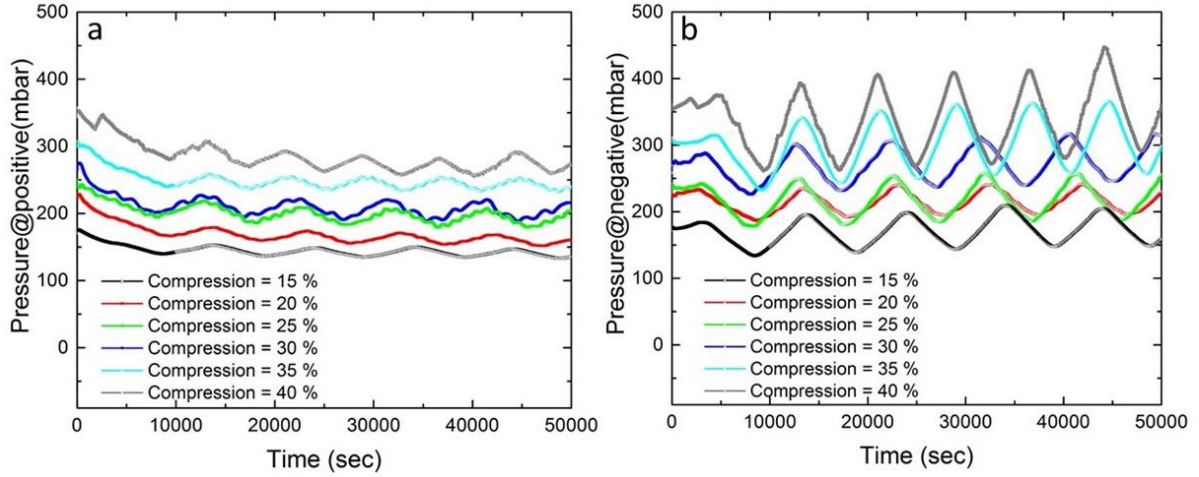 a
Pressure@positive(mbar)
500
400
300
200
100
0
Compression = 15 %
Compression = 20 %
Compression = 25 %
Compression = 30 %
Compression = 35 %
Compression = 40 %
0 10000 20000 30000 40000 50000
Time (sec)
b
Pressure@negative(mbar)
500
400
300
200
100
0
Compression = 15 %
Compression = 20 %
Compression = 25 %
Compression = 30 %
Compression = 35 %
Compression = 40 %
0 10000 20000 30000 40000 50000
Time (sec)